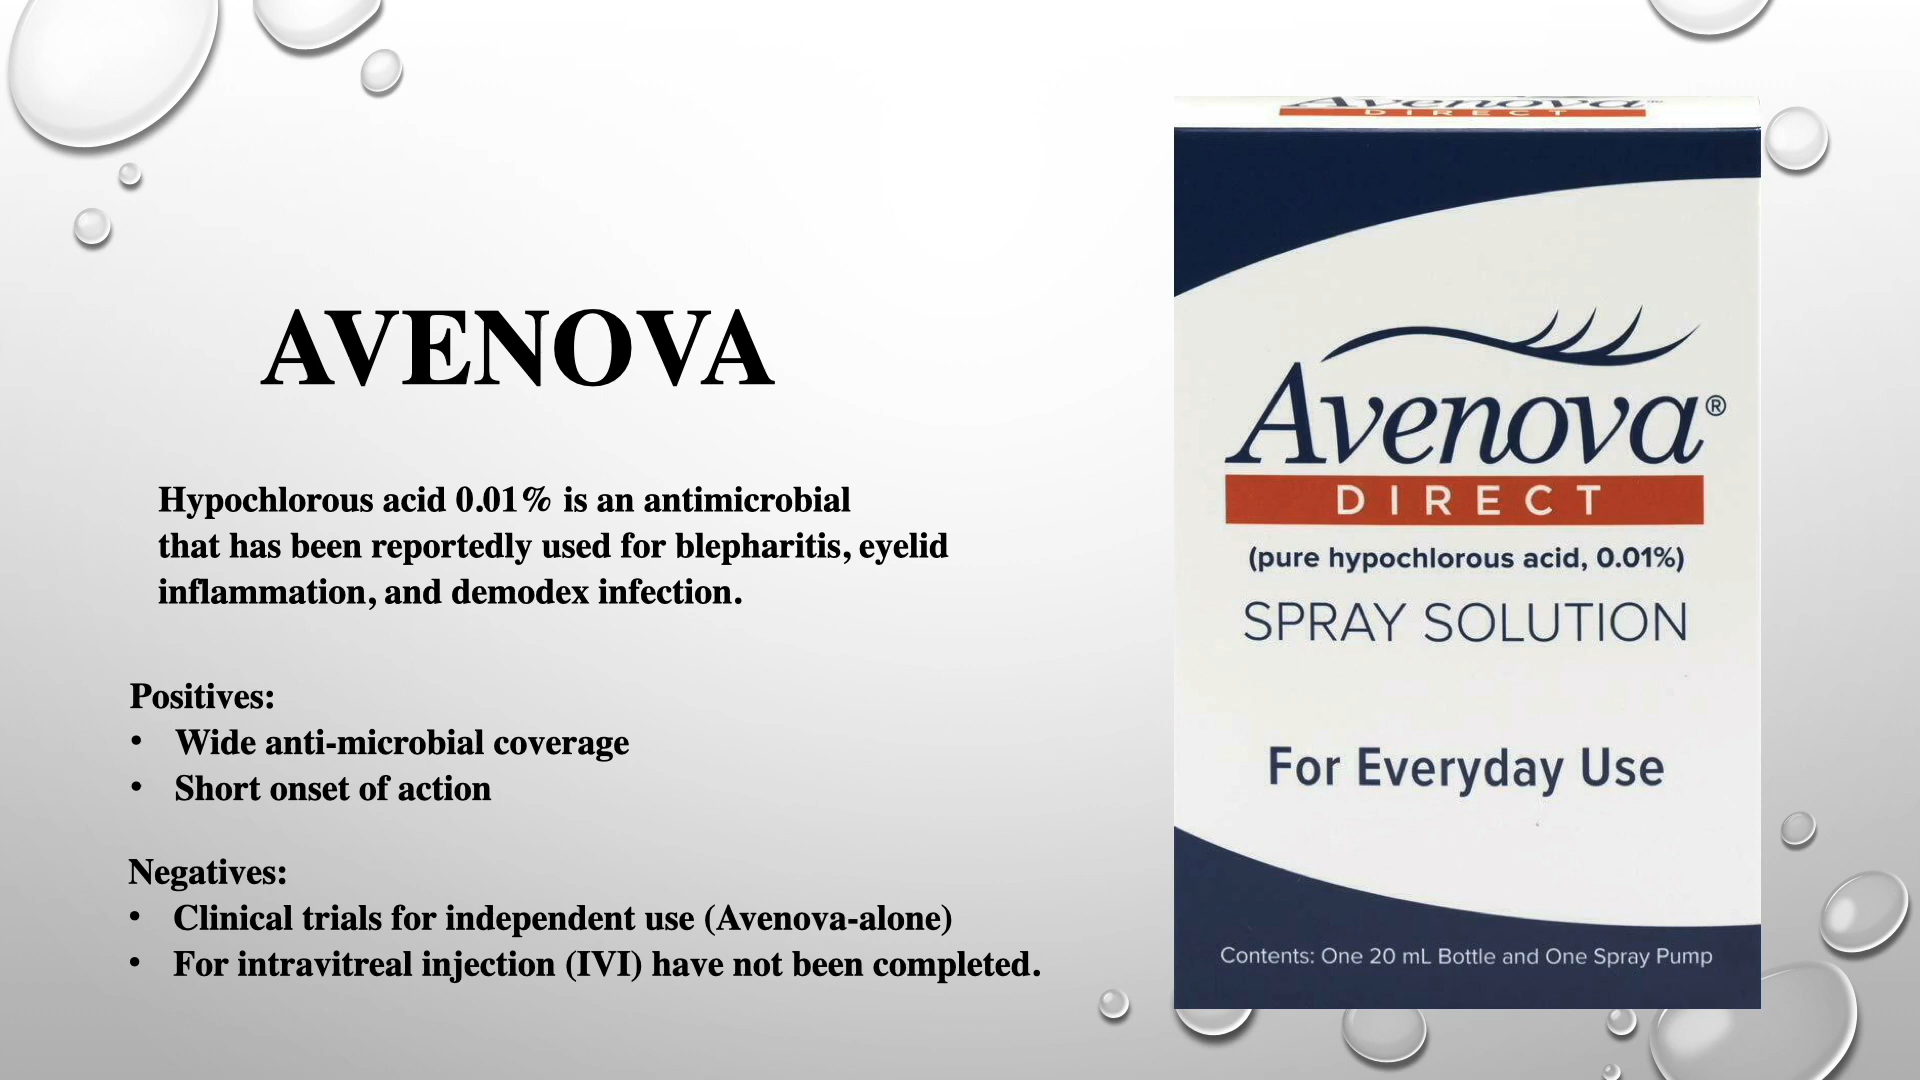 AVENOVA
Hypochlorous acid 0.01% is an antimicrobial
that has been reportedly used for blepharitis, eyelid
inflammation, and demodex infection.
Positives:
• Wide anti-microbial coverage
• Short onset of action
Negatives:
• Clinical trials for independent use (Avenova-alone)
• For intravitreal injection (IVI) have not been completed.
Avenova®
DIRECT
Avenova®
DIRECT
(pure hypochlorous acid, 0.01%)
SPRAY SOLUTION
For Everyday Use
Contents: One 20 mL Bottle and One Spray Pump